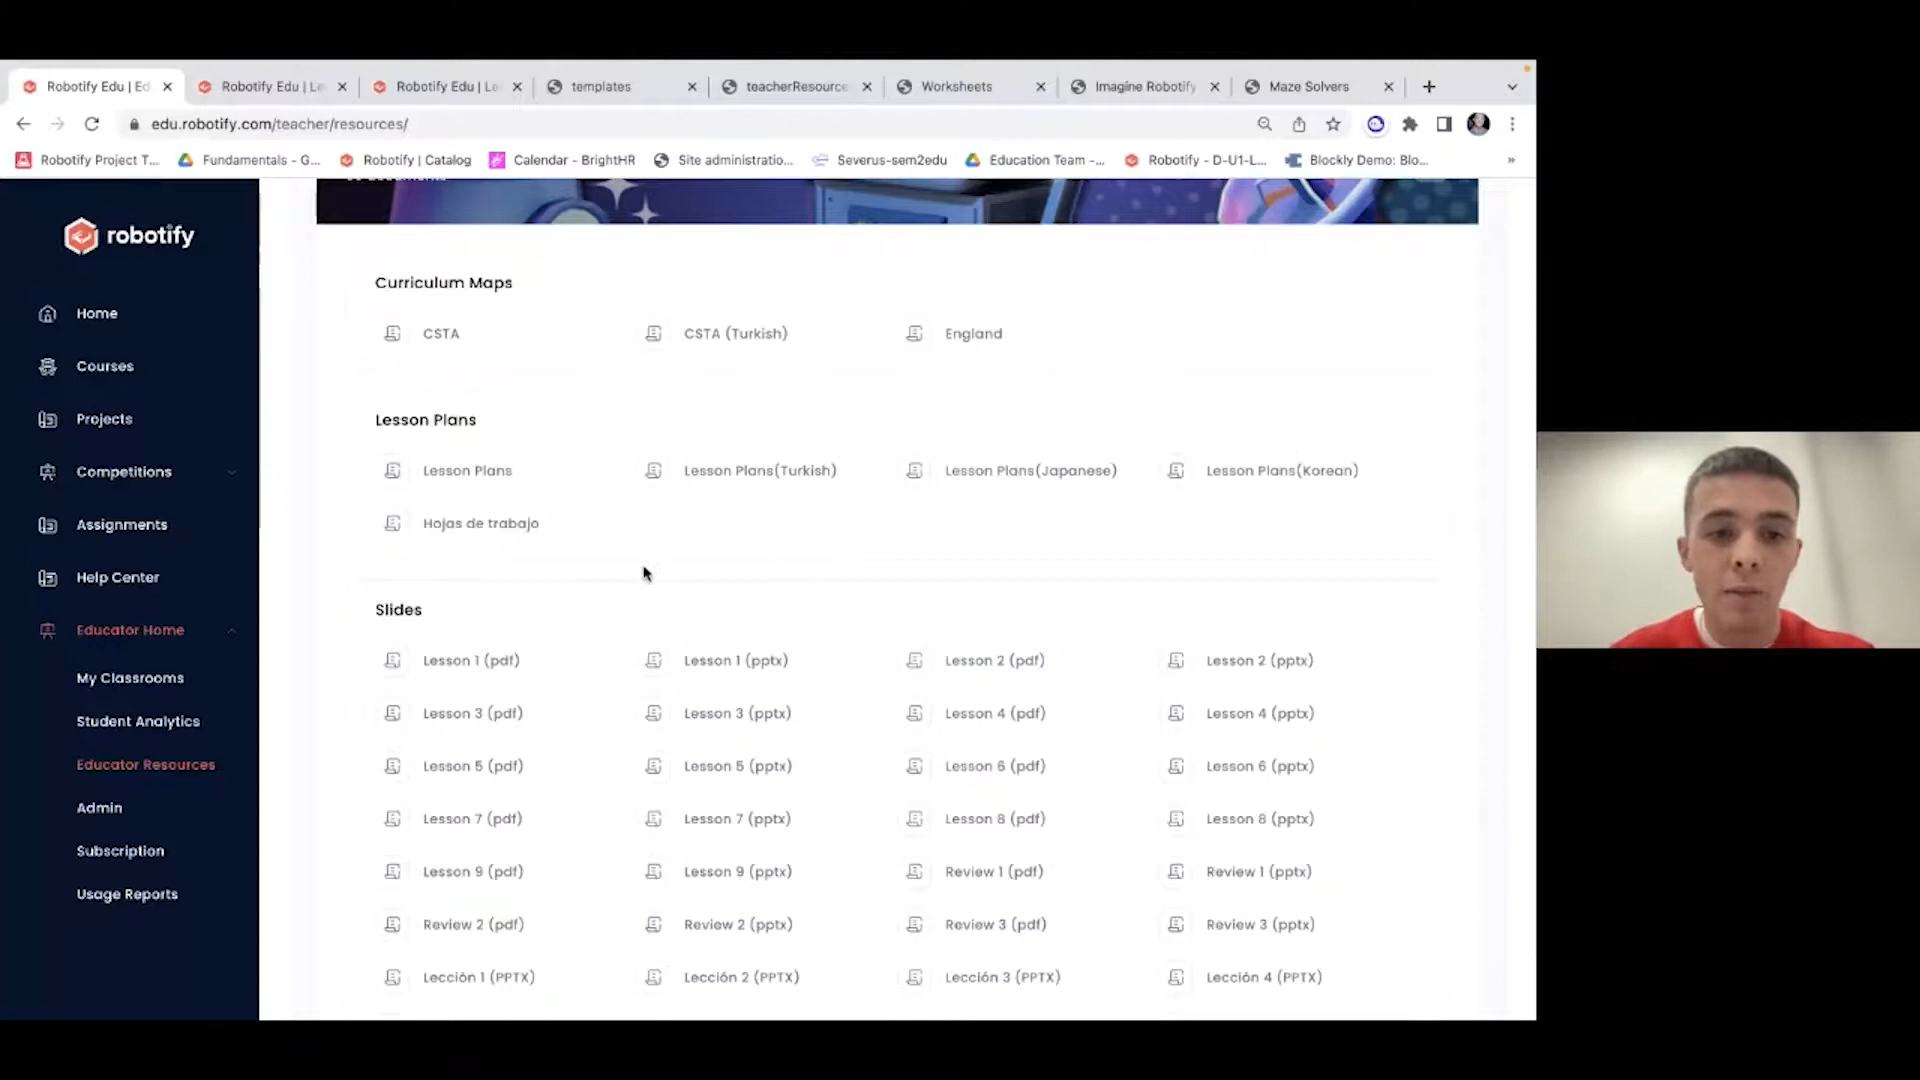 Robotify Edu | Ed
Robotify Edu | Le
Robotify Edu | Le
templates
teacherResource
Worksheets
Imagine Robotify
Maze Solvers
edu.robotify.com/teacher/resources/
Robotify Project T...
Fundamentals - G...
Robotify | Catalog
Calendar - BrightHR
Site administratio...
Severus-sem2edu
Education Team -...
Robotify - D-U1-L...
Blockly Demo: Blo...
»
robotify
Home
Courses
Projects
Competitions
Assignments
Help Center
Educator Home
My Classrooms
Student Analytics
Educator Resources
Admin
Subscription
Usage Reports
Curriculum Maps
CSTA
CSTA (Turkish)
England
Lesson Plans
Lesson Plans
Lesson Plans(Turkish)
Lesson Plans(Japanese)
Lesson Plans(Korean)
Hojas de trabajo
Slides
Lesson 1 (pdf)
Lesson 1 (pptx)
Lesson 2 (pdf)
Lesson 2 (pptx)
Lesson 3 (pdf)
Lesson 3 (pptx)
Lesson 4 (pdf)
Lesson 4 (pptx)
Lesson 5 (pdf)
Lesson 5 (pptx)
Lesson 6 (pdf)
Lesson 6 (pptx)
Lesson 7 (pdf)
Lesson 7 (pptx)
Lesson 8 (pdf)
Lesson 8 (pptx)
Lesson 9 (pdf)
Lesson 9 (pptx)
Review 1 (pdf)
Review 1 (pptx)
Review 2 (pdf)
Review 2 (pptx)
Review 3 (pdf)
Review 3 (pptx)
Lección 1 (PPTX)
Lección 2 (PPTX)
Lección 3 (PPTX)
Lección 4 (PPTX)